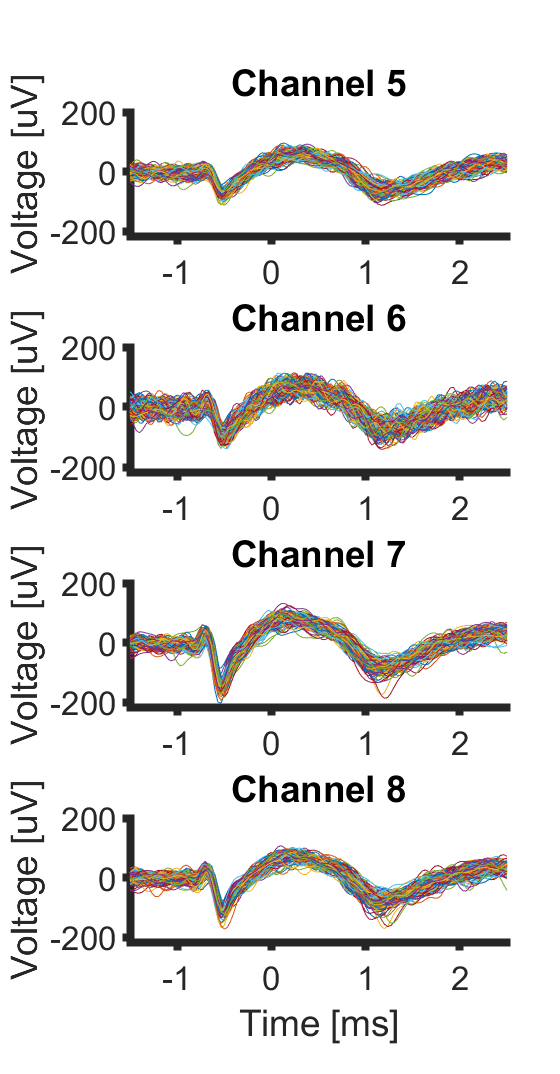 Channel 5
Voltage [uV]
200
0
-200
-1 0 1 2
Channel 6
Voltage [uV]
200
0
-200
-1 0 1 2
Channel 7
Voltage [uV]
200
0
-200
-1 0 1 2
Channel 8
Voltage [uV]
200
0
-200
-1 0 1 2
Time [ms]